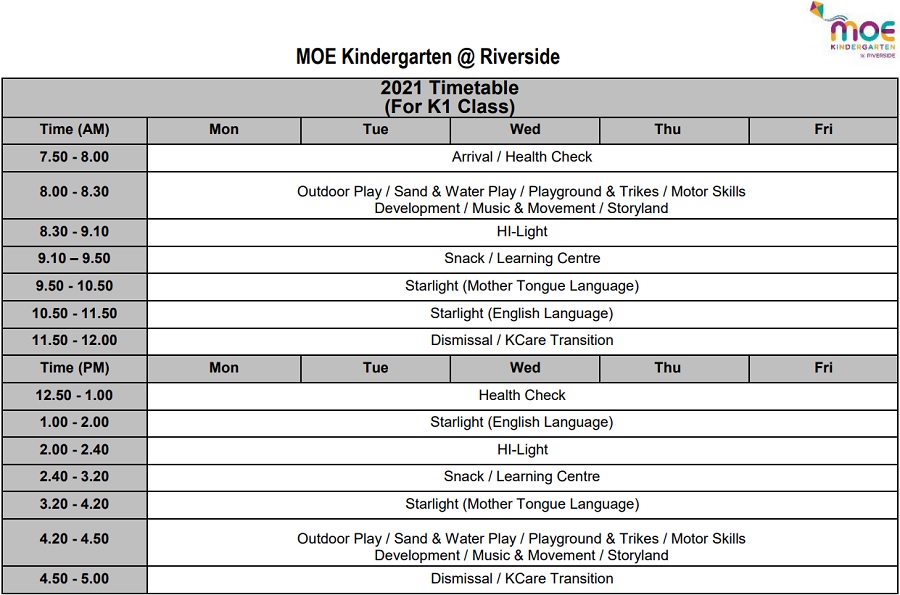 MOE
KINDERGARTEN
@ RIVERSIDE
MOE Kindergarten @ Riverside
2021 Timetable
(For K1 Class)
Time (AM) Mon Tue Wed Thu Fri
7.50 - 8.00 Arrival / Health Check
8.00 - 8.30 Outdoor Play / Sand & Water Play / Playground & Trikes / Motor Skills
Development / Music & Movement / Storyland
8.30 - 9.10 HI-Light
9.10 – 9.50 Snack / Learning Centre
9.50 - 10.50 Starlight (Mother Tongue Language)
10.50 - 11.50 Starlight (English Language)
11.50 - 12.00 Dismissal / KCare Transition
Time (PM) Mon Tue Wed Thu Fri
12.50 - 1.00 Health Check
1.00 - 2.00 Starlight (English Language)
2.00 - 2.40 HI-Light
2.40 - 3.20 Snack / Learning Centre
3.20 - 4.20 Starlight (Mother Tongue Language)
4.20 - 4.50 Outdoor Play / Sand & Water Play / Playground & Trikes / Motor Skills
Development / Music & Movement / Storyland
4.50 - 5.00 Dismissal / KCare Transition